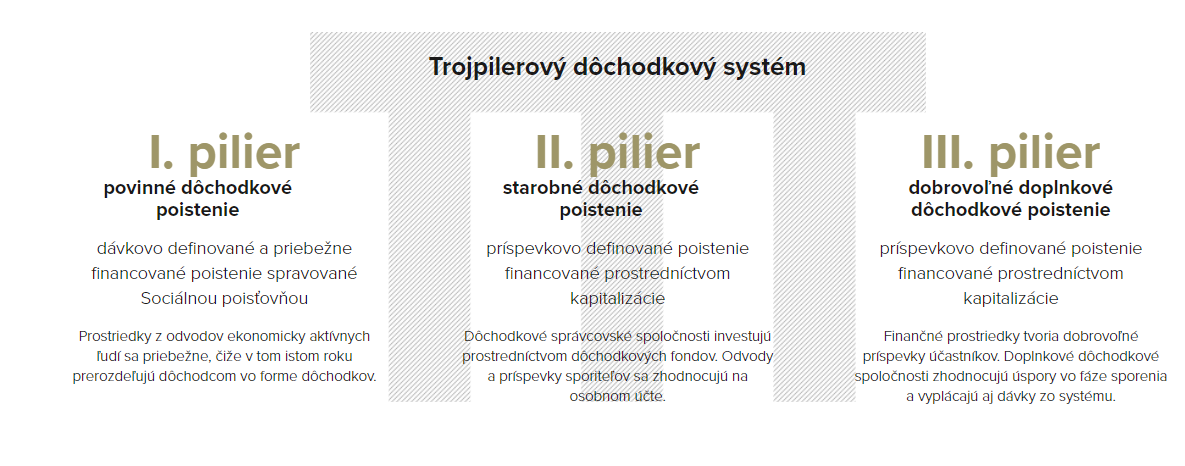 Trojpilerový dôchodkový systém
I. pilier
povinné dôchodkové
poistenie
dávkovo definované a priebežne
financované poistenie spravované
Sociálnou poisťovňou
Prostriedky z odvodov ekonomicky aktívnych
ľudí sa priebežne, čiže v tom istom roku
prerozdeľujú dôchodcom vo forme dôchodkov.
II. pilier
starobné dôchodkové
poistenie
príspevkovo definované poistenie
financované prostredníctvom
kapitalizácie
Dôchodkové správcovské spoločnosti investujú
prostredníctvom dôchodkových fondov. Odvody
a príspevky sporiteľov sa zhodnocujú na
osobnom účte.
III. pilier
dobrovoľné doplnkové
dôchodkové poistenie
príspevkovo definované poistenie
financované prostredníctvom
kapitalizácie
Finančné prostriedky tvoria dobrovoľné
príspevky účastníkov. Doplnkové dôchodkové
spoločnosti zhodnocujú úspory vo fáze sporenia
a vyplácajú aj dávky zo systému.